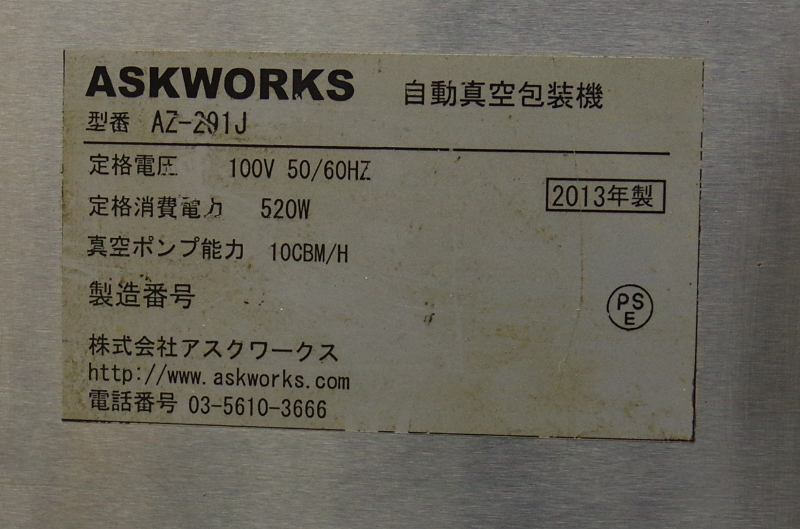 ASKWORKS 自動真空包装機
型番 AZ-291J
定格電圧 100V 50/60HZ
定格消費電力 520W
2013年製
真空ポンプ能力 10CBM/H
製造番号
PS
E
株式会社アスクワークス
http://www.askworks.com
電話番号 03-5610-3666